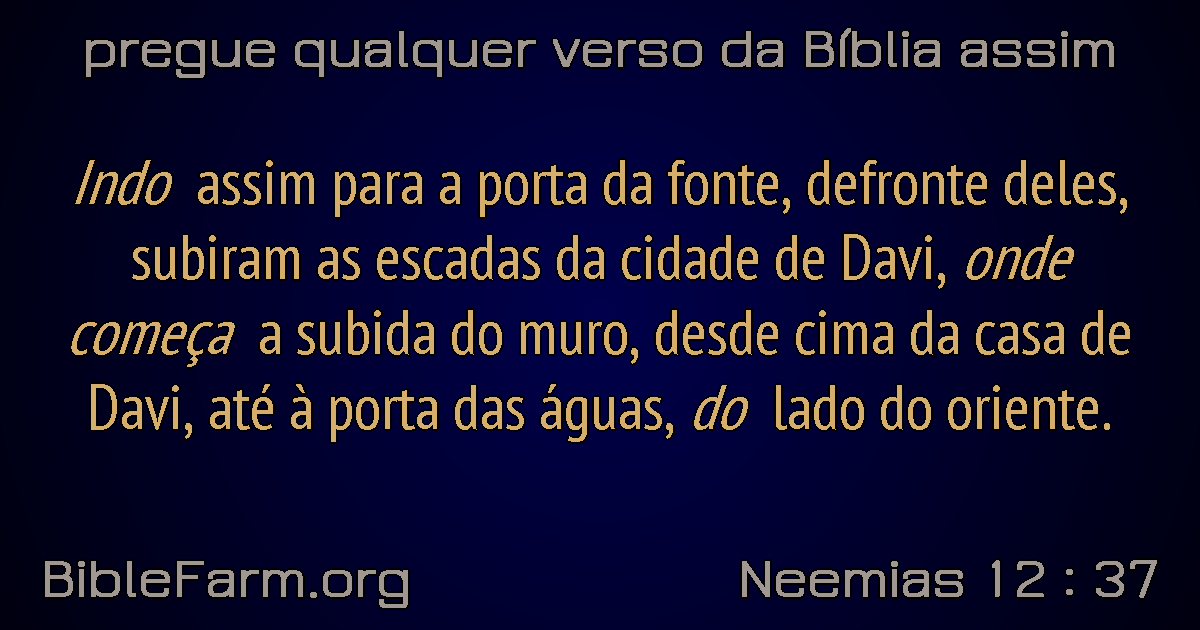 pregue qualquer verso da Bíblia assim
Indo assim para a porta da fonte, defronte deles,
subiram as escadas da cidade de Davi, onde
começa a subida do muro, desde cima da casa de
Davi, até à porta das águas, do lado do oriente.
BibleFarm.org
Neemias 12 : 37